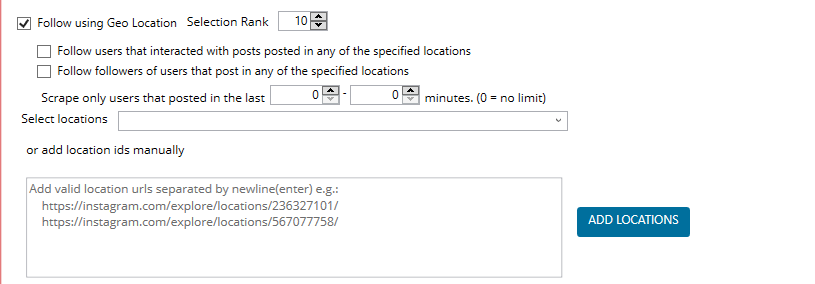 Follow using Geo Location Selection Rank 10
Follow users that interacted with posts posted in any of the specified locations
Follow followers of users that post in any of the specified locations
Scrape only users that posted in the last 0 - 0 minutes. (0 = no limit)
Select locations
or add location ids manually
Add valid location urls separated by newline(enter) e.g.:
https://instagram.com/explore/locations/236327101/
https://instagram.com/explore/locations/567077758/
ADD LOCATIONS